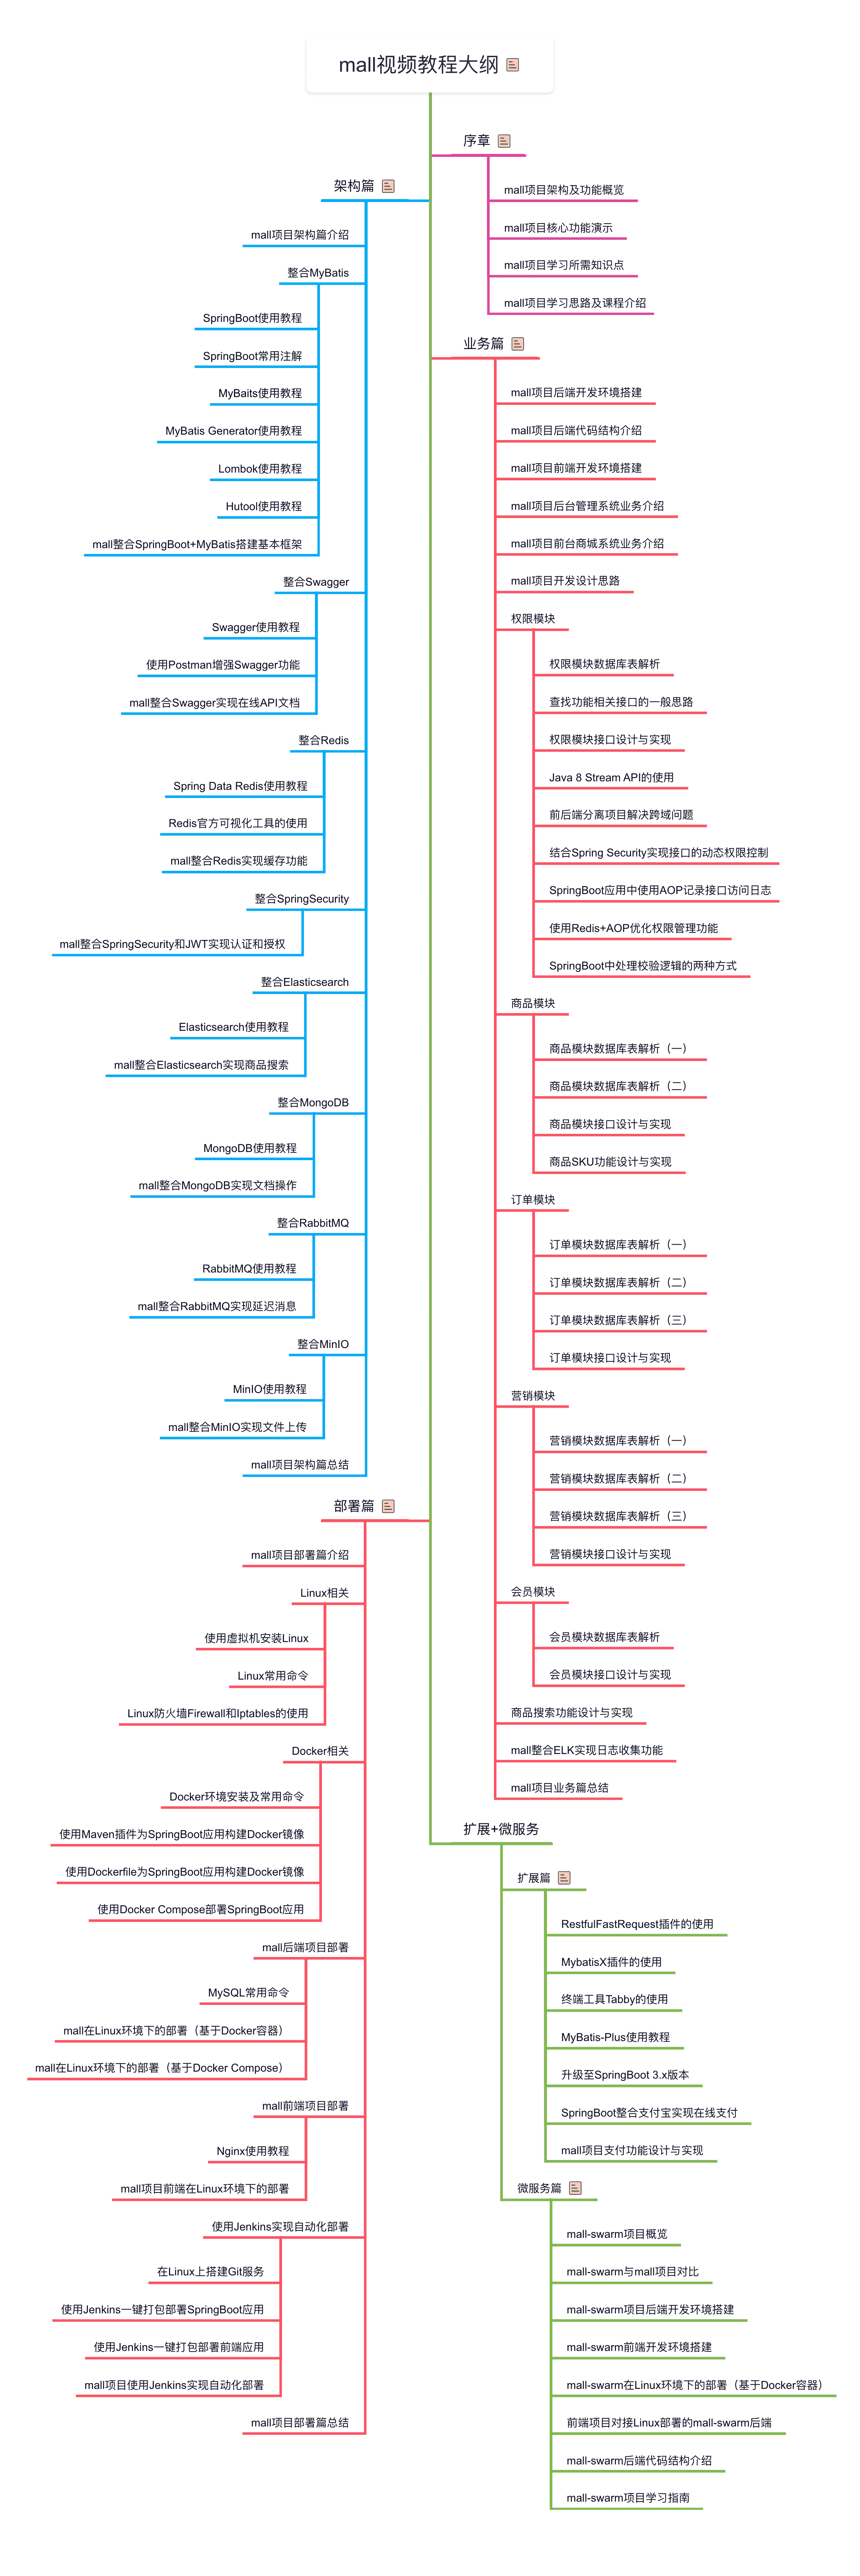 mall视频教程大纲
序章
mall项目架构及功能概览
mall项目核心功能演示
mall项目学习所需知识点
mall项目学习思路及课程介绍
架构篇
mall项目架构篇介绍
整合MyBatis
SpringBoot使用教程
SpringBoot常用注解
MyBaits使用教程
MyBatis Generator使用教程
Lombok使用教程
Hutool使用教程
mall整合SpringBoot+MyBatis搭建基本框架
整合Swagger
Swagger使用教程
使用Postman增强Swagger功能
mall整合Swagger实现在线API文档
整合Redis
Spring Data Redis使用教程
Redis官方可视化工具的使用
mall整合Redis实现缓存功能
整合SpringSecurity
mall整合SpringSecurity和JWT实现认证和授权
整合Elasticsearch
Elasticsearch使用教程
mall整合Elasticsearch实现商品搜索
整合MongoDB
MongoDB使用教程
mall整合MongoDB实现文档操作
整合RabbitMQ
RabbitMQ使用教程
mall整合RabbitMQ实现延迟消息
整合MinIO
MinIO使用教程
mall整合MinIO实现文件上传
mall项目架构篇总结
业务篇
mall项目后端开发环境搭建
mall项目后端代码结构介绍
mall项目前端开发环境搭建
mall项目后台管理系统业务介绍
mall项目前台商城系统业务介绍
mall项目开发设计思路
权限模块
权限模块数据库表解析
查找功能相关接口的一般思路
权限模块接口设计与实现
Java 8 Stream API的使用
前后端分离项目解决跨域问题
结合Spring Security实现接口的动态权限控制
SpringBoot应用中使用AOP记录接口访问日志
使用Redis+AOP优化权限管理功能
SpringBoot中处理校验逻辑的两种方式
商品模块
商品模块数据库表解析（一）
商品模块数据库表解析（二）
商品模块接口设计与实现
商品SKU功能设计与实现
订单模块
订单模块数据库表解析（一）
订单模块数据库表解析（二）
订单模块数据库表解析（三）
订单模块接口设计与实现
营销模块
营销模块数据库表解析（一）
营销模块数据库表解析（二）
营销模块数据库表解析（三）
营销模块接口设计与实现
会员模块
会员模块数据库表解析
会员模块接口设计与实现
商品搜索功能设计与实现
mall整合ELK实现日志收集功能
mall项目业务篇总结
部署篇
mall项目部署篇介绍
Linux相关
使用虚拟机安装Linux
Linux常用命令
Linux防火墙Firewall和Iptables的使用
Docker相关
Docker环境安装及常用命令
使用Maven插件为SpringBoot应用构建Docker镜像
使用Dockerfile为SpringBoot应用构建Docker镜像
使用Docker Compose部署SpringBoot应用
mall后端项目部署
MySQL常用命令
mall在Linux环境下的部署（基于Docker容器）
mall在Linux环境下的部署（基于Docker Compose）
mall前端项目部署
Nginx使用教程
mall项目前端在Linux环境下的部署
使用Jenkins实现自动化部署
在Linux上搭建Git服务
使用Jenkins一键打包部署SpringBoot应用
使用Jenkins一键打包部署前端应用
mall项目使用Jenkins实现自动化部署
mall项目部署篇总结
扩展+微服务
扩展篇
RestfulFastRequest插件的使用
MybatisX插件的使用
终端工具Tabby的使用
MyBatis-Plus使用教程
升级至SpringBoot 3.x版本
SpringBoot整合支付宝实现在线支付
mall项目支付功能设计与实现
微服务篇
mall-swarm项目概览
mall-swarm与mall项目对比
mall-swarm项目后端开发环境搭建
mall-swarm前端开发环境搭建
mall-swarm在Linux环境下的部署（基于Docker容器）
前端项目对接Linux部署的mall-swarm后端
mall-swarm后端代码结构介绍
mall-swarm项目学习指南